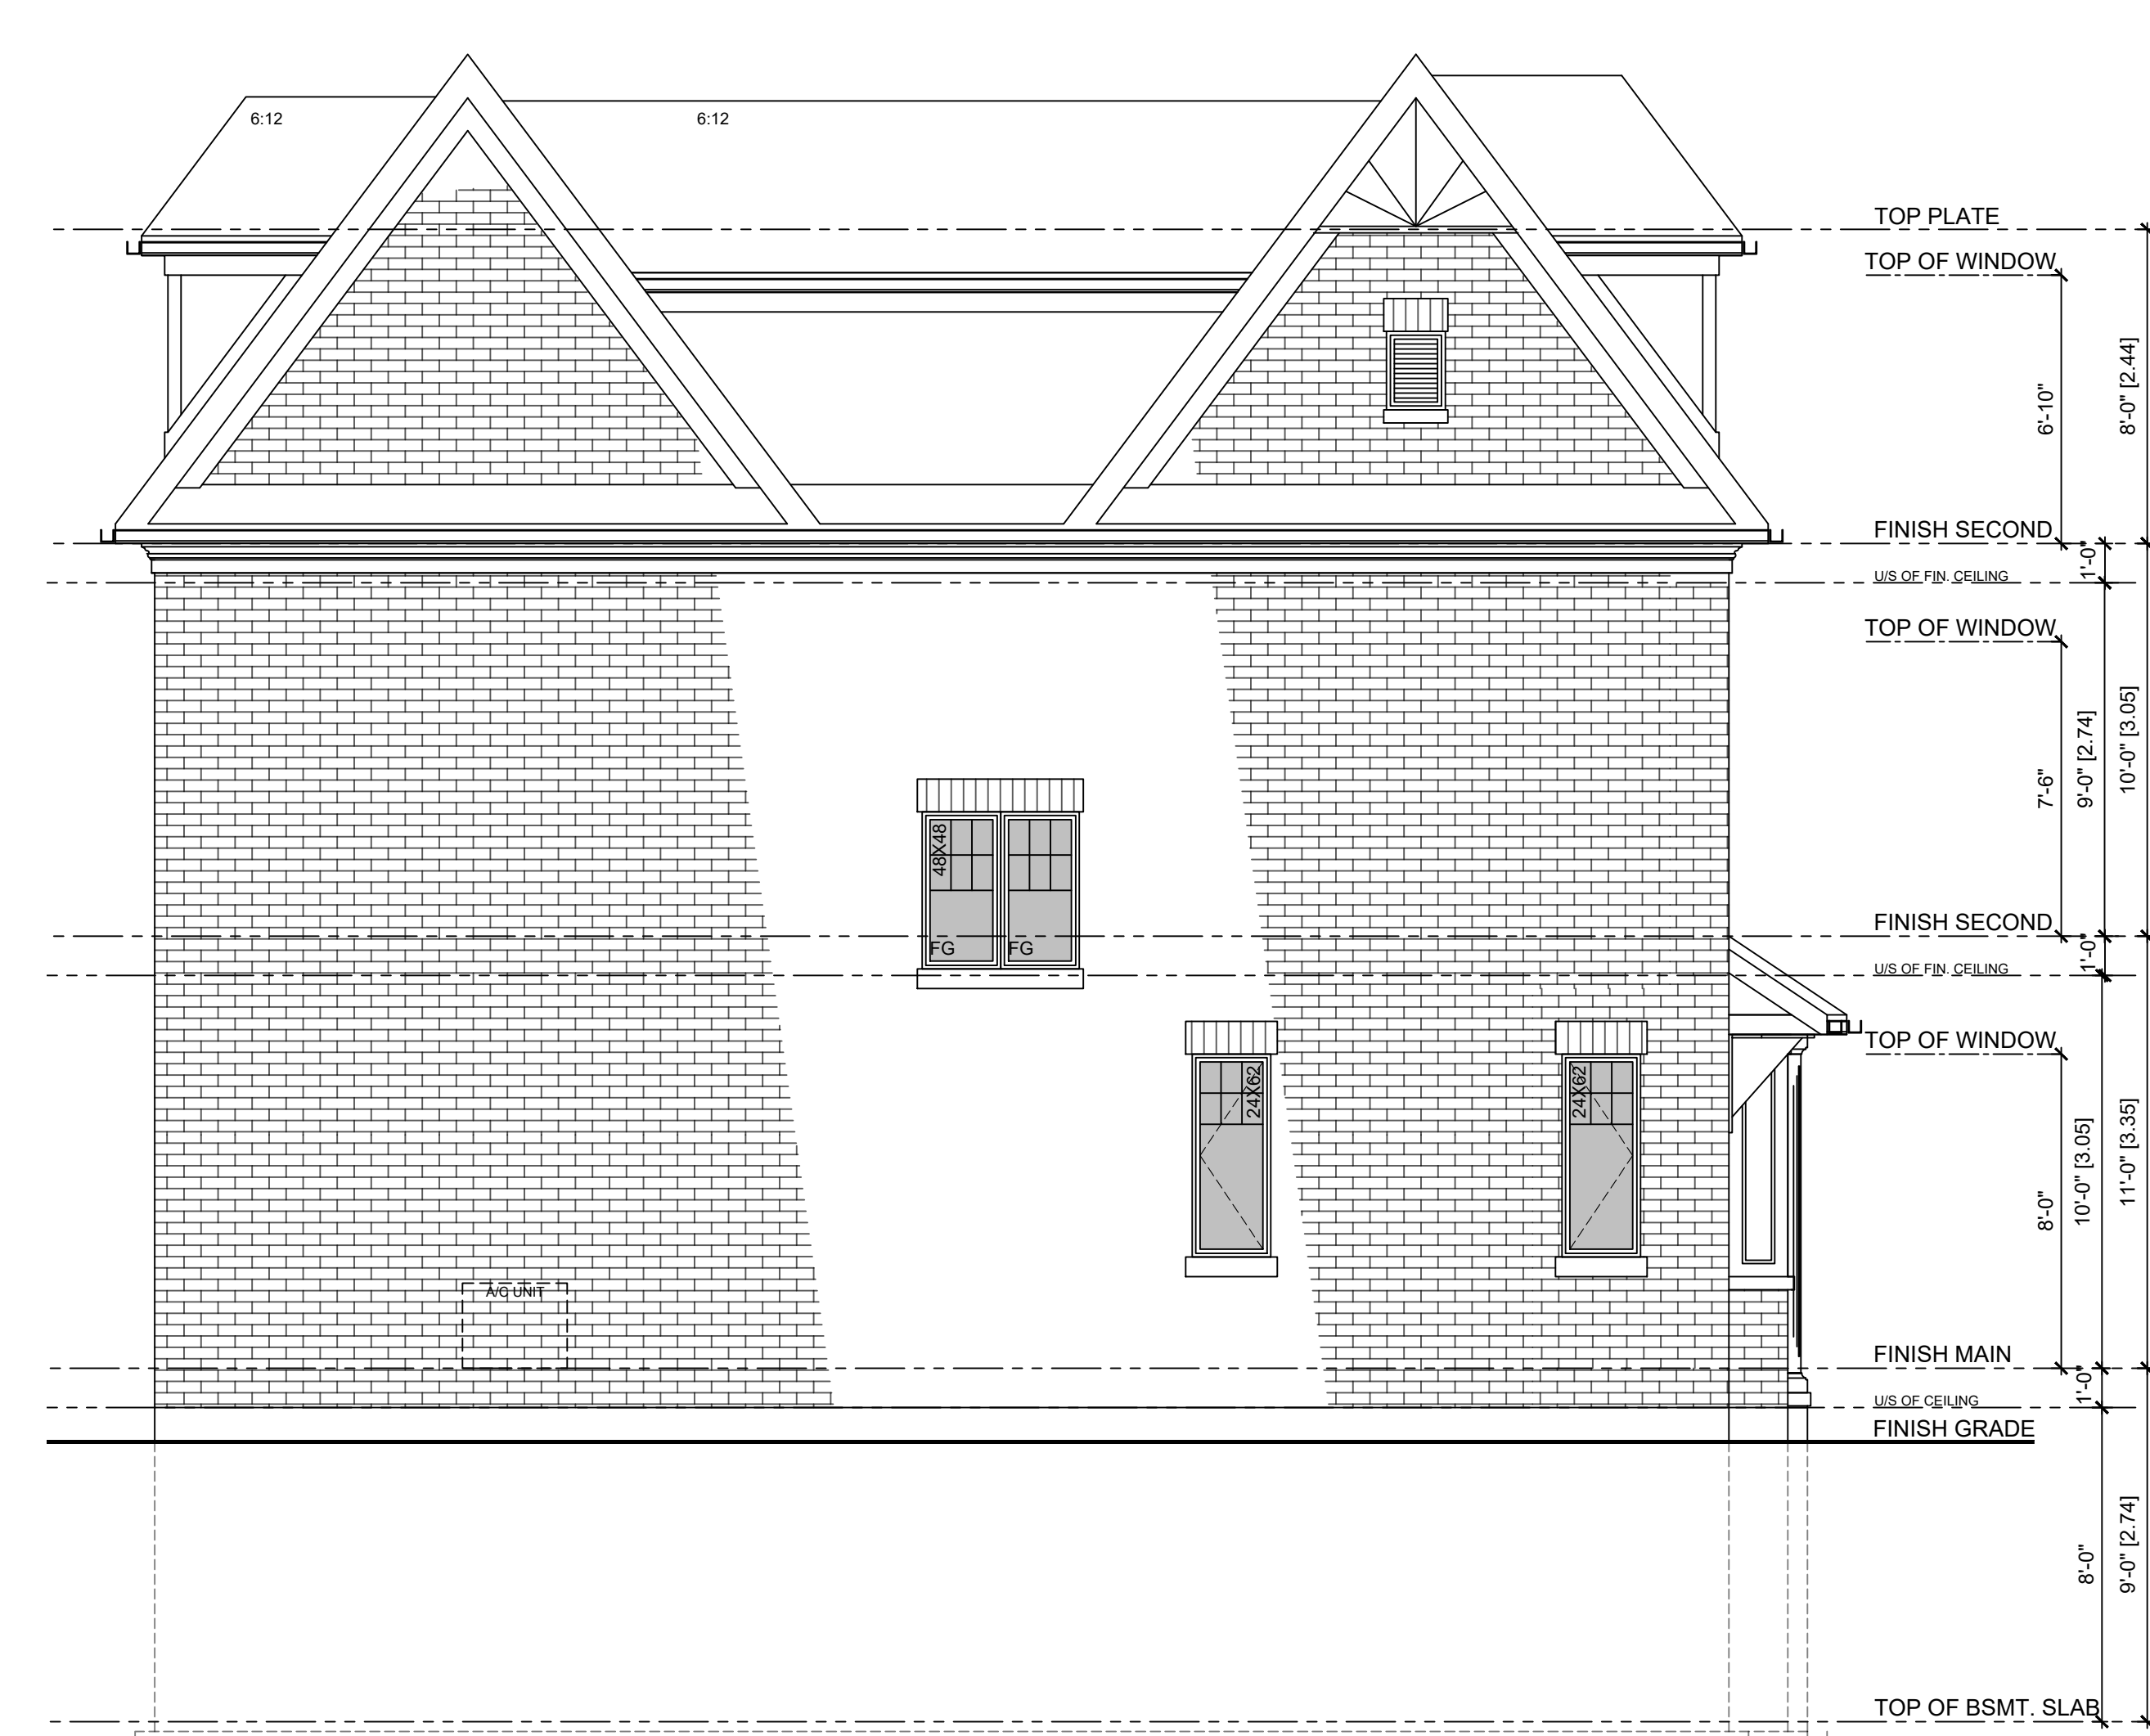 6:12
6:12
TOP PLATE
TOP OF WINDOW
6'-10"
8'-0" [2.44]
FINISH SECOND
1'-0"
U/S OF FIN. CEILING
TOP OF WINDOW
7'-6"
9'-0" [2.74]
10'-0" [3.05]
48X48
FG
FG
FINISH SECOND
1'-0"
U/S OF FIN. CEILING
TOP OF WINDOW
24X62
24X62
8'-0"
10'-0" [3.05]
11'-0" [3.35]
A/C UNIT
FINISH MAIN
1'-0"
U/S OF CEILING
FINISH GRADE
8'-0"
9'-0" [2.74]
TOP OF BSMT. SLAB